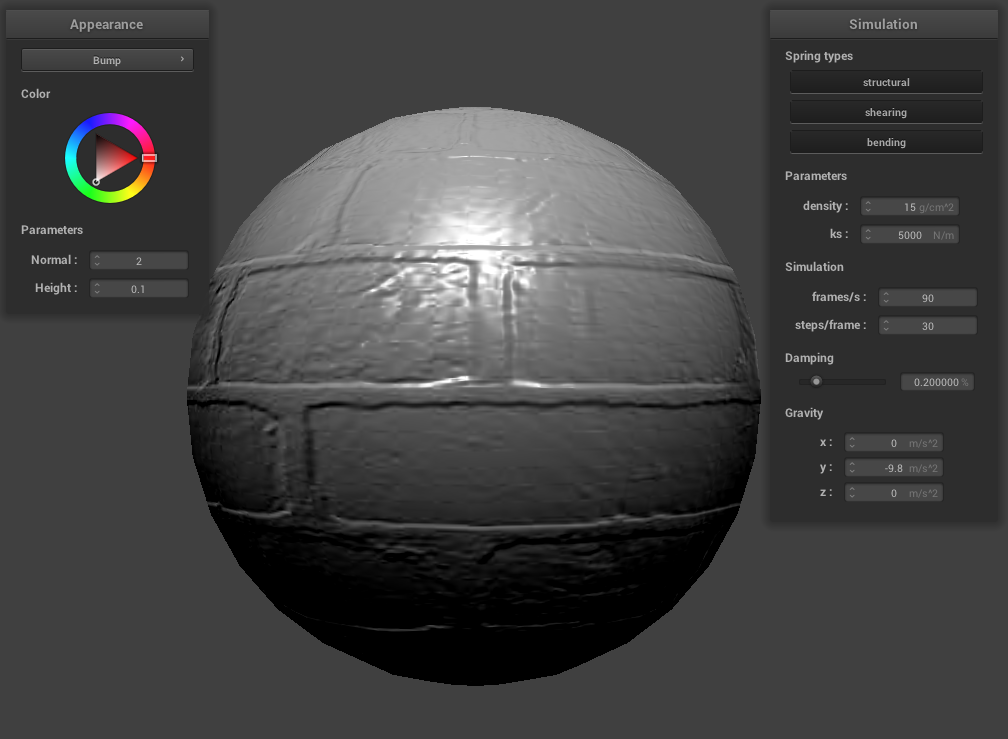 Appearance
Bump
Color
Parameters
Normal : 2
Height : 0.1
Simulation
Spring types
structural
shearing
bending
Parameters
density : 15 g/cm^2
ks : 5000 N/m
Simulation
frames/s : 90
steps/frame : 30
Damping
0.200000 %
Gravity
x : 0 m/s^2
y : -9.8 m/s^2
z : 0 m/s^2